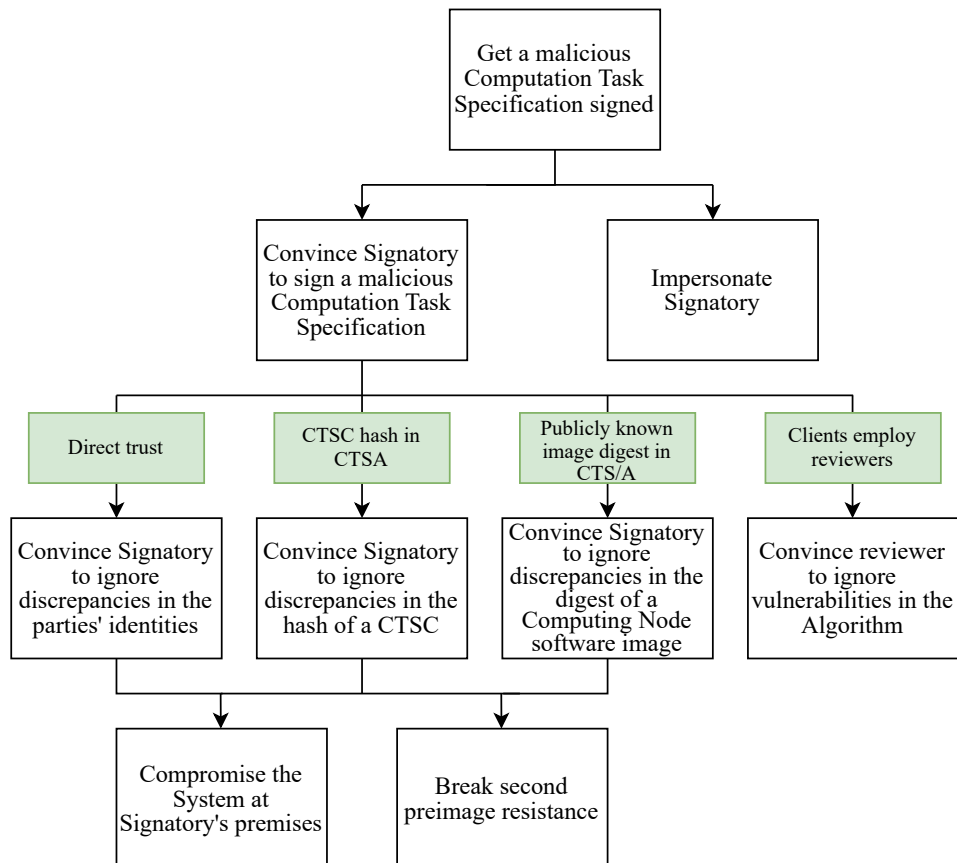 Get a malicious
Computation Task
Specification signed
Convince Signatory
to sign a malicious
Computation Task
Specification
Impersonate
Signatory
Direct trust
CTSC hash in
CTSA
Publicly known
image digest in
CTS/A
Clients employ
reviewers
Convince Signatory
to ignore
discrepancies in the
parties' identities
Convince Signatory
to ignore
discrepancies in the
hash of a CTSC
Convince Signatory
to ignore
discrepancies in the
digest of a
Computing Node
software image
Convince reviewer
to ignore
vulnerabilities in the
Algorithm
Compromise the
System at
Signatory's premises
Break second
preimage resistance